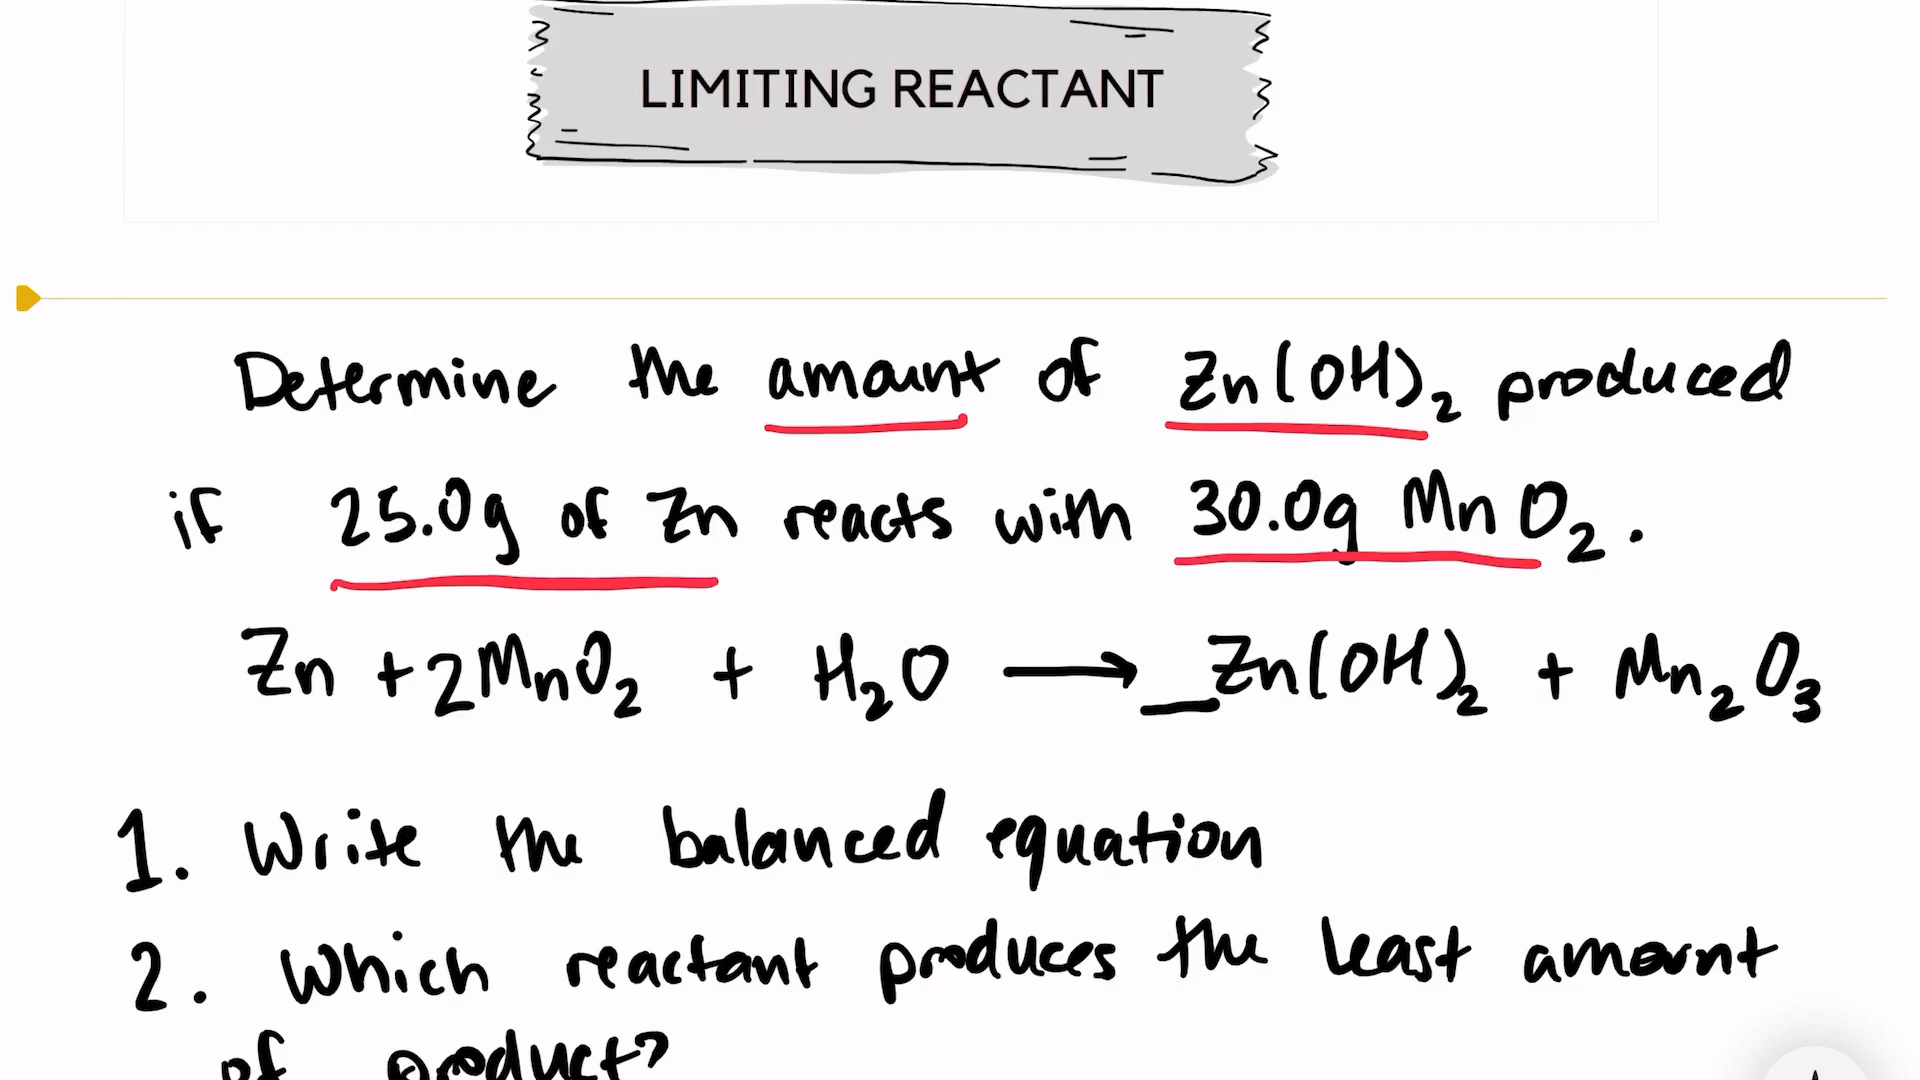 LIMITING REACTANT
Determine the amount of Zn(OH)₂ produced
if 25.0g of Zn reacts with 30.0g MnO₂.
Zn + 2MnO₂ + H₂O → _Zn(OH)₂ + Mn₂O₃
1. Write the balanced equation
2. Which reactant produces the least amount
of product?